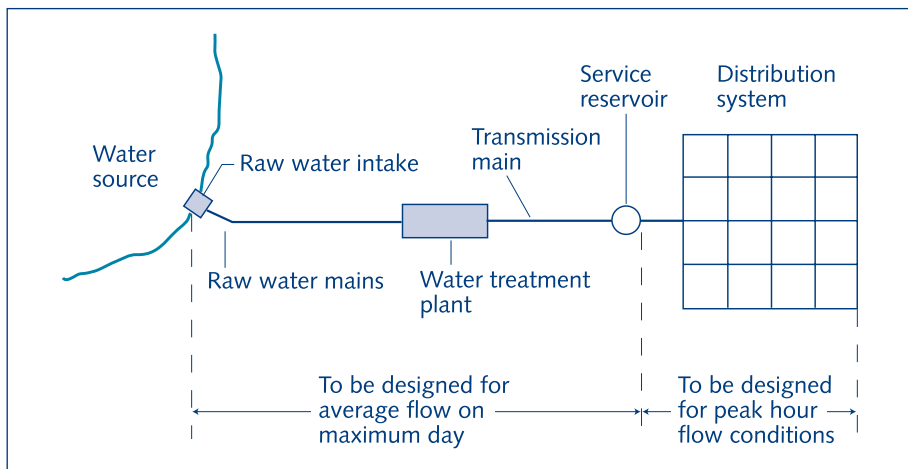 Service
reservoir
Distribution
system
Transmission
main
Water
source
Raw water intake
Raw water mains
Water treatment
plant
To be designed for
average flow on
maximum day
To be designed
for peak hour
flow conditions